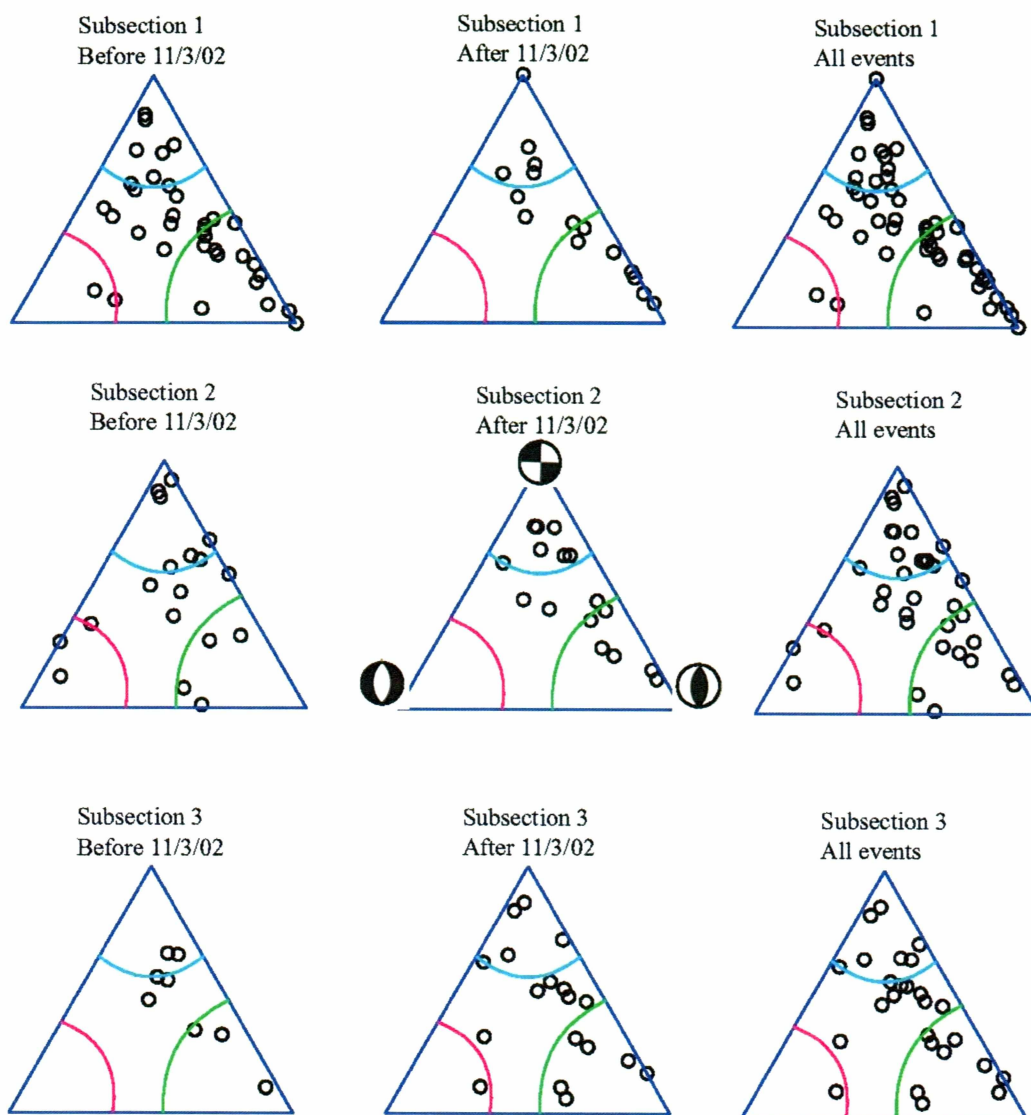 Subsection 1
Before 11/3/02
Subsection 1
After 11/3/02
Subsection 1
All events
Subsection 2
Before 11/3/02
Subsection 2
After 11/3/02
Subsection 2
All events
Subsection 3
Before 11/3/02
Subsection 3
After 11/3/02
Subsection 3
All events